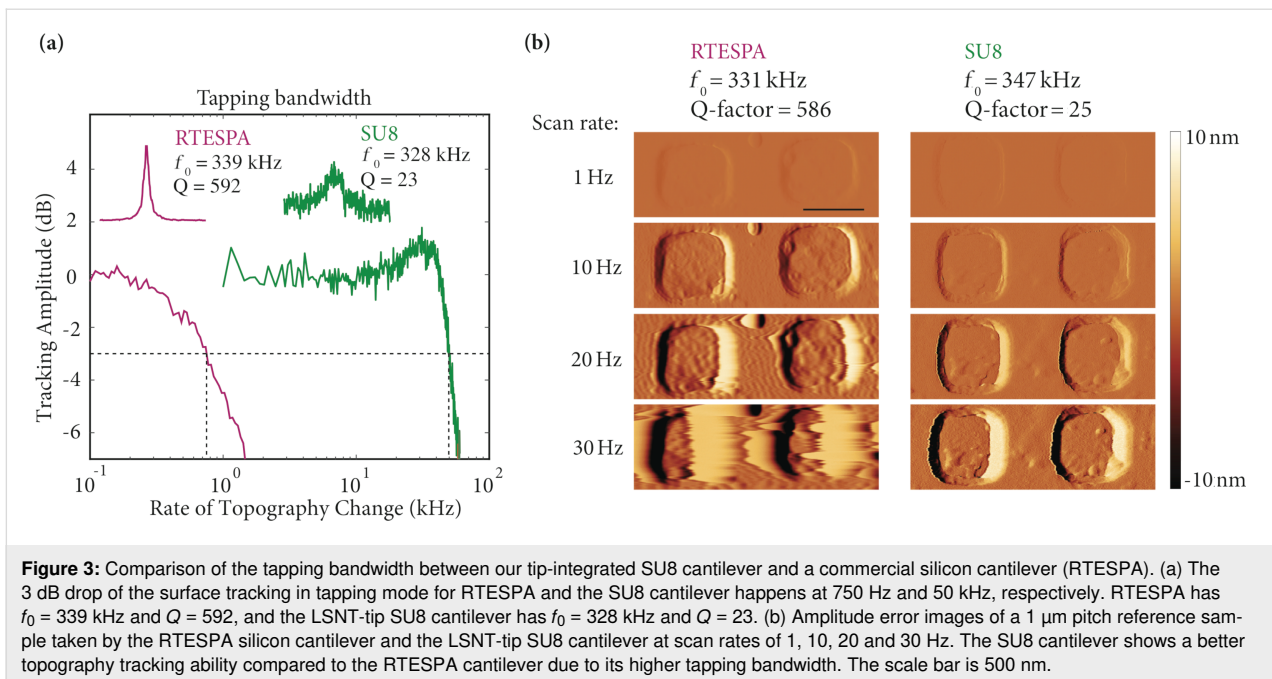 (a)
Tapping bandwidth
RTESPA
f0 = 339 kHz
Q = 592
SU8
f0 = 328 kHz
Q = 23
Tracking Amplitude (dB)
4
2
0
-2
-4
-6
10-1
100
101
102
Rate of Topography Change (kHz)
(b)
RTESPA
f0 = 331 kHz
Q-factor = 586
SU8
f0 = 347 kHz
Q-factor = 25
Scan rate:
1 Hz
10 Hz
20 Hz
30 Hz
10 nm
-10 nm
Figure 3: Comparison of the tapping bandwidth between our tip-integrated SU8 cantilever and a commercial silicon cantilever (RTESPA). (a) The
3 dB drop of the surface tracking in tapping mode for RTESPA and the SU8 cantilever happens at 750 Hz and 50 kHz, respectively. RTESPA has
f0 = 339 kHz and Q = 592, and the LSNT-tip SU8 cantilever has f0 = 328 kHz and Q = 23. (b) Amplitude error images of a 1 μm pitch reference sam-
ple taken by the RTESPA silicon cantilever and the LSNT-tip SU8 cantilever at scan rates of 1, 10, 20 and 30 Hz. The SU8 cantilever shows a better
topography tracking ability compared to the RTESPA cantilever due to its higher tapping bandwidth. The scale bar is 500 nm.